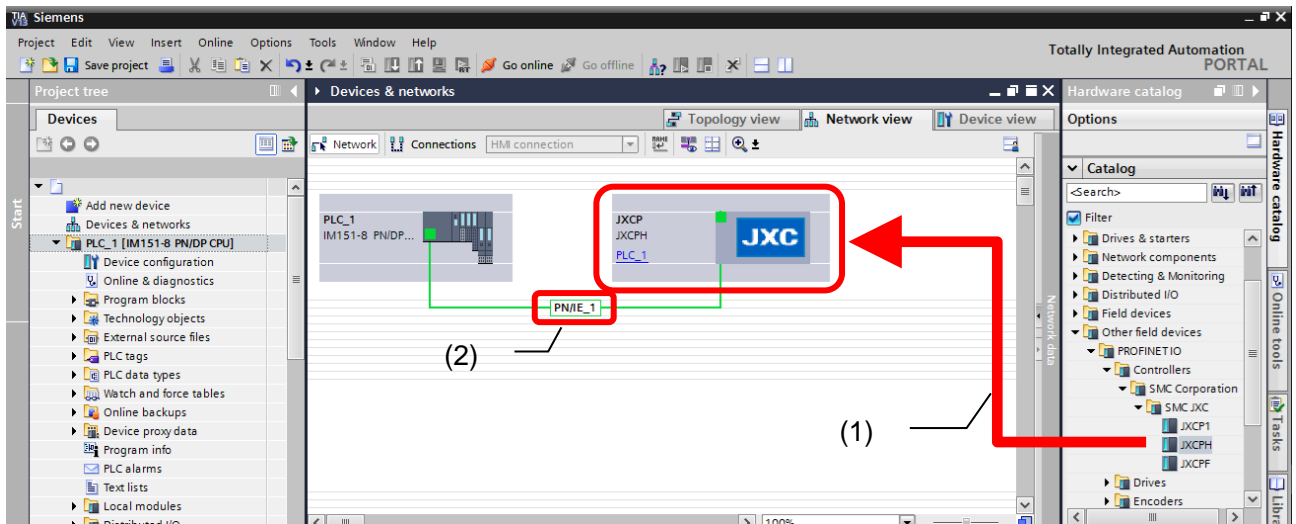 TIA V13 Siemens
Project Edit View Insert Online Options Tools Window Help
Save project Go online Go offline
Totally Integrated Automation
PORTAL
Project tree
Devices
Start
Add new device
Devices & networks
PLC_1 [IM151-8 PN/DP CPU]
Device configuration
Online & diagnostics
Program blocks
Technology objects
External source files
PLC tags
PLC data types
Watch and force tables
Online backups
Device proxy data
Program info
PLC alarms
Text lists
Local modules
Distributed I/O
Devices & networks
Topology view Network view Device view
Network Connections HMI connection
PLC_1
IM151-8 PN/DP...
JXCP
JXCPH
PLC_1
JXC
PN/IE_1
(2)
(1)
100%
Network data
Hardware catalog
Options
Catalog
<Search>
Filter
Drives & starters
Network components
Detecting & Monitoring
Distributed I/O
Field devices
Other field devices
PROFINET IO
Controllers
SMC Corporation
SMC JXC
JXCP1
JXCPH
JXCPF
Drives
Encoders
Hardware catalog
Online tools
Tasks
Libra